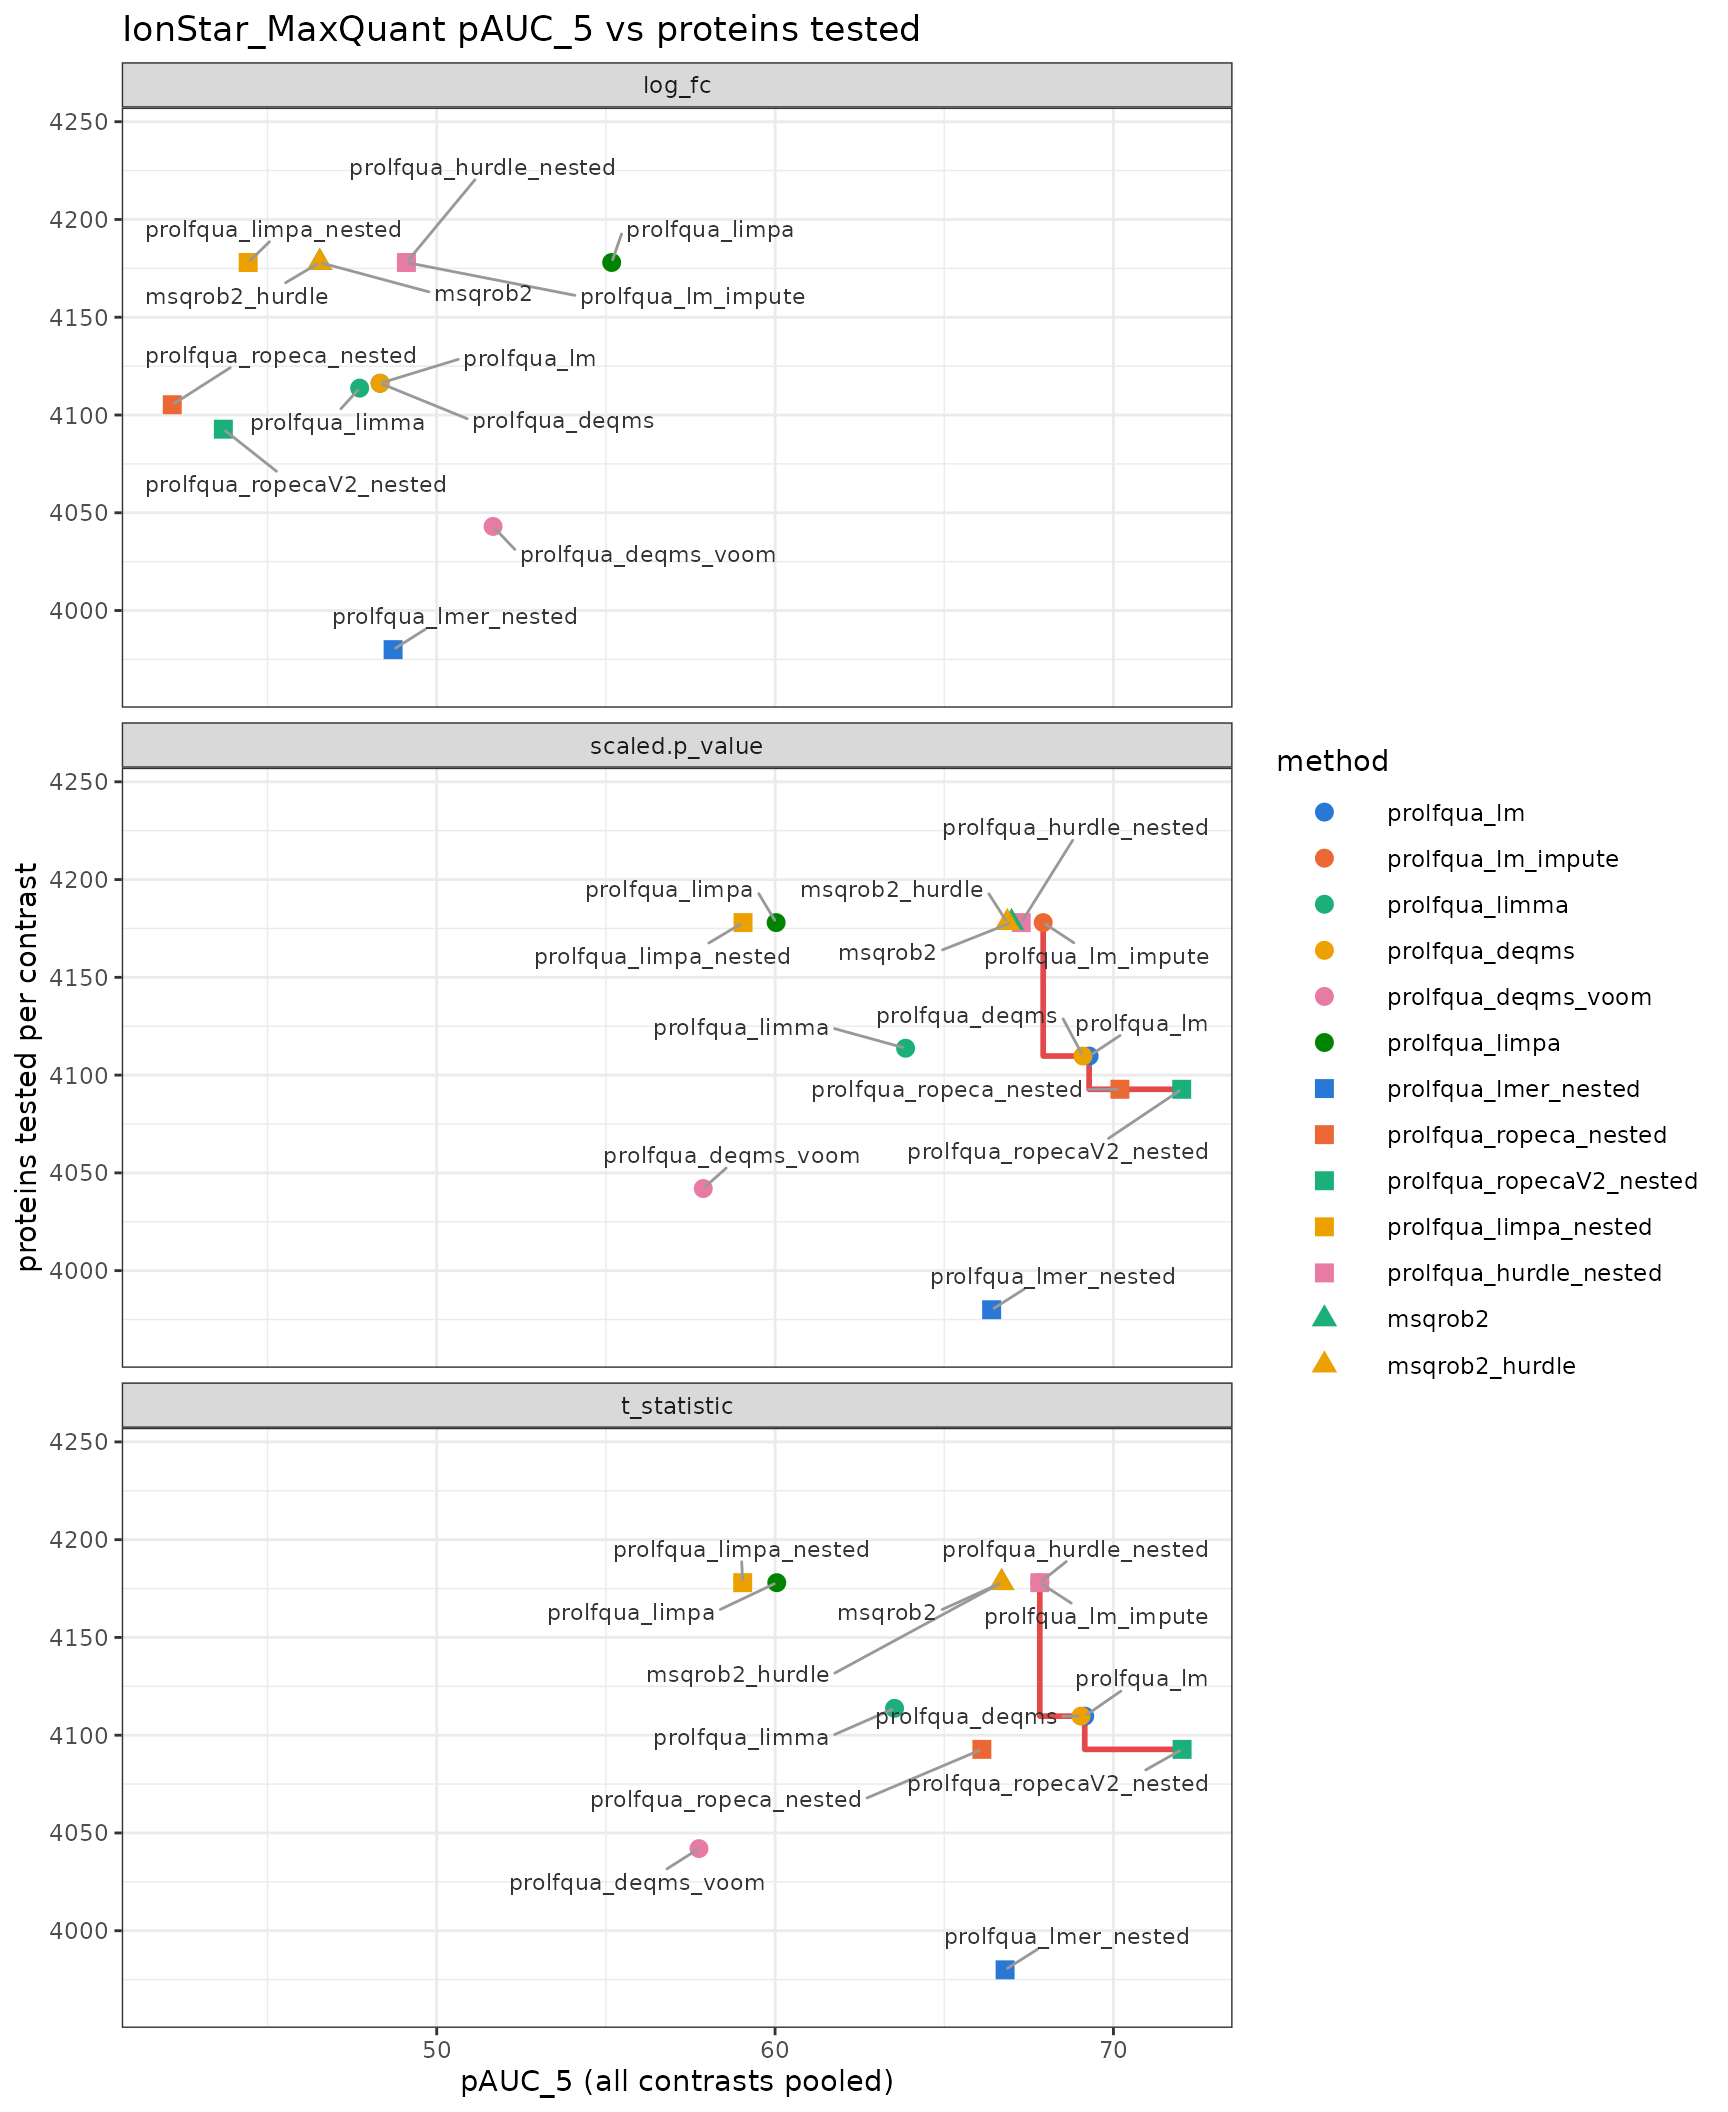 IonStar_MaxQuant pAUC_5 vs proteins tested
log_fc
4250
4200
4150
4100
4050
4000
prolfqua_hurdle_nested
prolfqua_limpa_nested
prolfqua_limpa
msqrob2_hurdle
msqrob2
prolfqua_lm_impute
prolfqua_ropeca_nested
prolfqua_lm
prolfqua_limma
prolfqua_deqms
prolfqua_ropecaV2_nested
prolfqua_deqms_voom
prolfqua_lmer_nested
scaled.p_value
4250
4200
4150
4100
4050
4000
prolfqua_hurdle_nested
prolfqua_limpa
msqrob2_hurdle
prolfqua_limpa_nested
msqrob2
prolfqua_lm_impute
prolfqua_limma
prolfqua_deqms
prolfqua_lm
prolfqua_ropeca_nested
prolfqua_ropecaV2_nested
prolfqua_deqms_voom
prolfqua_lmer_nested
t_statistic
4250
4200
4150
4100
4050
4000
prolfqua_limpa_nested
prolfqua_hurdle_nested
prolfqua_limpa
msqrob2
prolfqua_lm_impute
msqrob2_hurdle
prolfqua_lm
prolfqua_deqms
prolfqua_limma
prolfqua_ropecaV2_nested
prolfqua_ropeca_nested
prolfqua_deqms_voom
prolfqua_lmer_nested
50
60
70
pAUC_5 (all contrasts pooled)
proteins tested per contrast
method
prolfqua_lm
prolfqua_lm_impute
prolfqua_limma
prolfqua_deqms
prolfqua_deqms_voom
prolfqua_limpa
prolfqua_lmer_nested
prolfqua_ropeca_nested
prolfqua_ropecaV2_nested
prolfqua_limpa_nested
prolfqua_hurdle_nested
msqrob2
msqrob2_hurdle